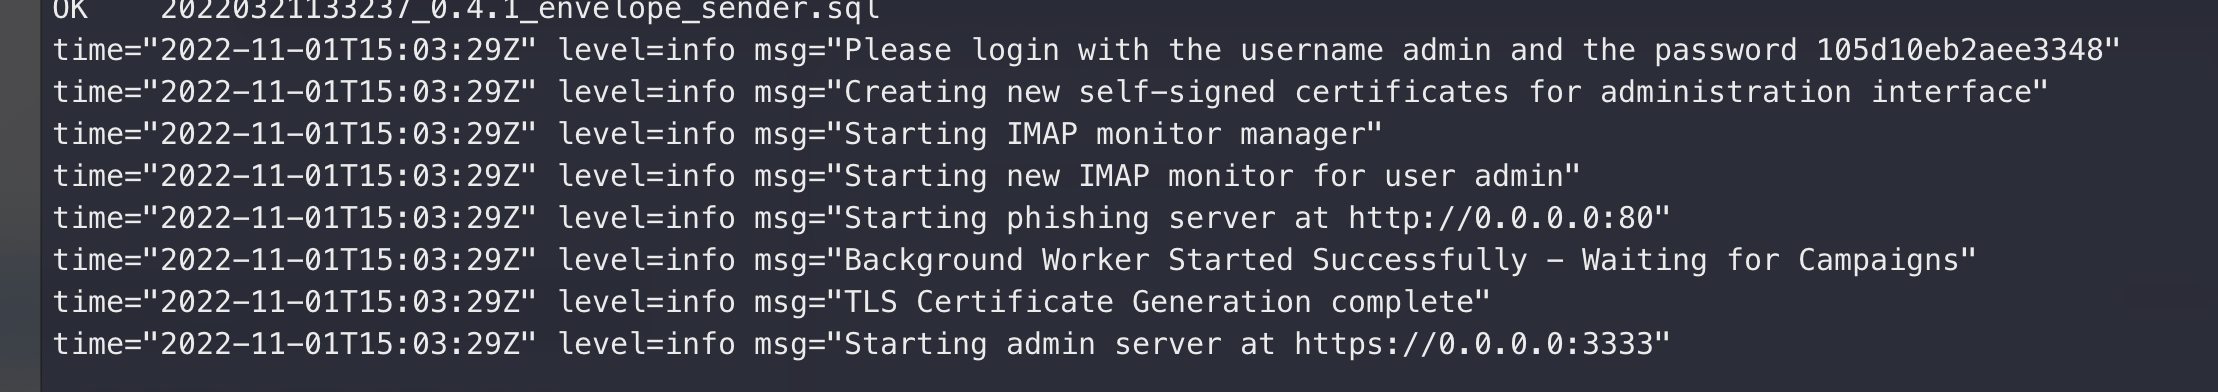 OK    20220321133237_0.4.1_envelope_sender.sql
time="2022-11-01T15:03:29Z" level=info msg="Please login with the username admin and the password 105d10eb2aee3348"
time="2022-11-01T15:03:29Z" level=info msg="Creating new self-signed certificates for administration interface"
time="2022-11-01T15:03:29Z" level=info msg="Starting IMAP monitor manager"
time="2022-11-01T15:03:29Z" level=info msg="Starting new IMAP monitor for user admin"
time="2022-11-01T15:03:29Z" level=info msg="Starting phishing server at http://0.0.0.0:80"
time="2022-11-01T15:03:29Z" level=info msg="Background Worker Started Successfully - Waiting for Campaigns"
time="2022-11-01T15:03:29Z" level=info msg="TLS Certificate Generation complete"
time="2022-11-01T15:03:29Z" level=info msg="Starting admin server at https://0.0.0.0:3333"